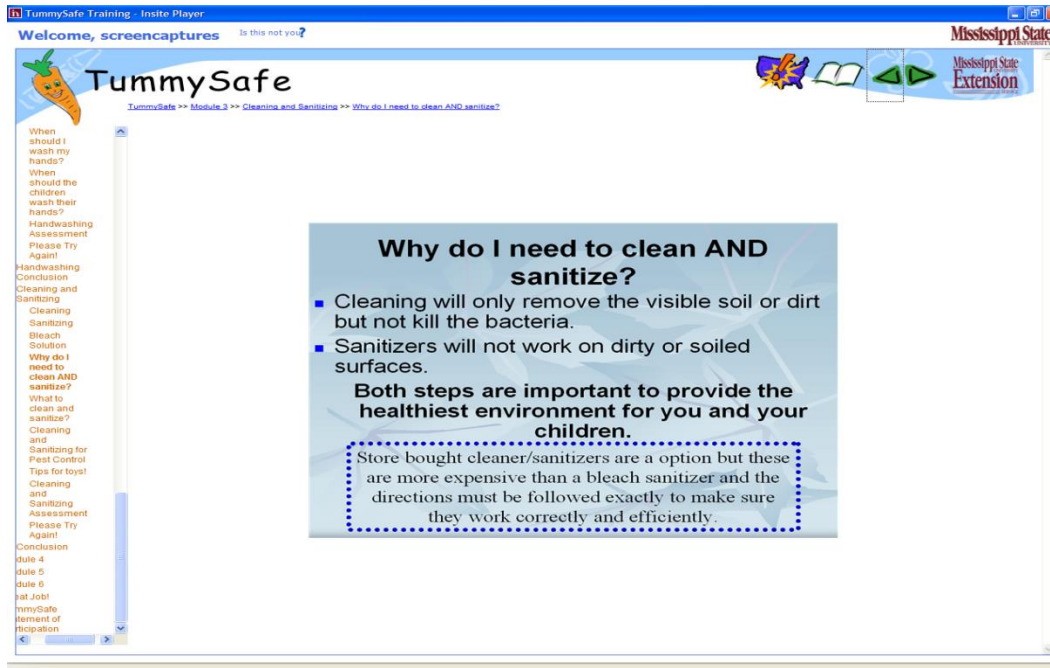 TummySafe Training - Insite Player
Welcome, screencaptures Is this not you?
Mississippi State
UNIVERSITY
TummySafe
Mississippi State
Extension
TummySafe >> Module 3 >> Cleaning and Sanitizing >> Why do I need to clean AND sanitize?
When
should I
wash my
hands?
When
should the
children
wash their
hands?
Handwashing
Assessment
Please Try
Again!
Handwashing
Conclusion
Cleaning and
Sanitizing
Cleaning
Sanitizing
Bleach
Solution
Why do I
need to
clean AND
sanitize?
What to
clean and
sanitize?
Cleaning
and
Sanitizing for
Pest Control
Tips for toys!
Cleaning
and
Sanitizing
Assessment
Please Try
Again!
Conclusion
dule 4
dule 5
dule 6
eat Job!
mmySafe
tement of
rticipation
Why do I need to clean AND
sanitize?
Cleaning will only remove the visible soil or dirt
but not kill the bacteria.
Sanitizers will not work on dirty or soiled
surfaces.
Both steps are important to provide the
healthiest environment for you and your
children.
Store bought cleaner/sanitizers are a option but these
are more expensive than a bleach sanitizer and the
directions must be followed exactly to make sure
they work correctly and efficiently.